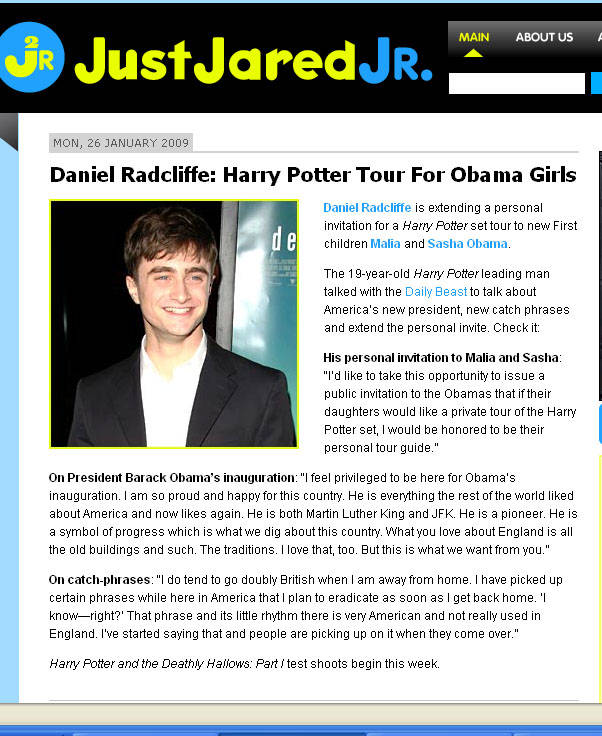 2
JR
JustJaredJr.
MAIN
ABOUT US
A
MON, 26 JANUARY 2009
Daniel Radcliffe: Harry Potter Tour For Obama Girls
de
Daniel Radcliffe is extending a personal
invitation for a Harry Potter set tour to new First
children Malia and Sasha Obama.
The 19-year-old Harry Potter leading man
talked with the Daily Beast to talk about
America's new president, new catch phrases
and extend the personal invite. Check it:
His personal invitation to Malia and Sasha:
"I'd like to take this opportunity to issue a
public invitation to the Obamas that if their
daughters would like a private tour of the Harry
Potter set, I would be honored to be their
personal tour guide."
On President Barack Obama's inauguration: "I feel privileged to be here for Obama's
inauguration. I am so proud and happy for this country. He is everything the rest of the world liked
about America and now likes again. He is both Martin Luther King and JFK. He is a pioneer. He is
a symbol of progress which is what we dig about this country. What you love about England is all
the old buildings and such. The traditions. I love that, too. But this is what we want from you."
On catch-phrases: "I do tend to go doubly British when I am away from home. I have picked up
certain phrases while here in America that I plan to eradicate as soon as I get back home. 'I
know—right?' That phrase and its little rhythm there is very American and not really used in
England. I've started saying that and people are picking up on it when they come over."
Harry Potter and the Deathly Hallows: Part I test shoots begin this week.